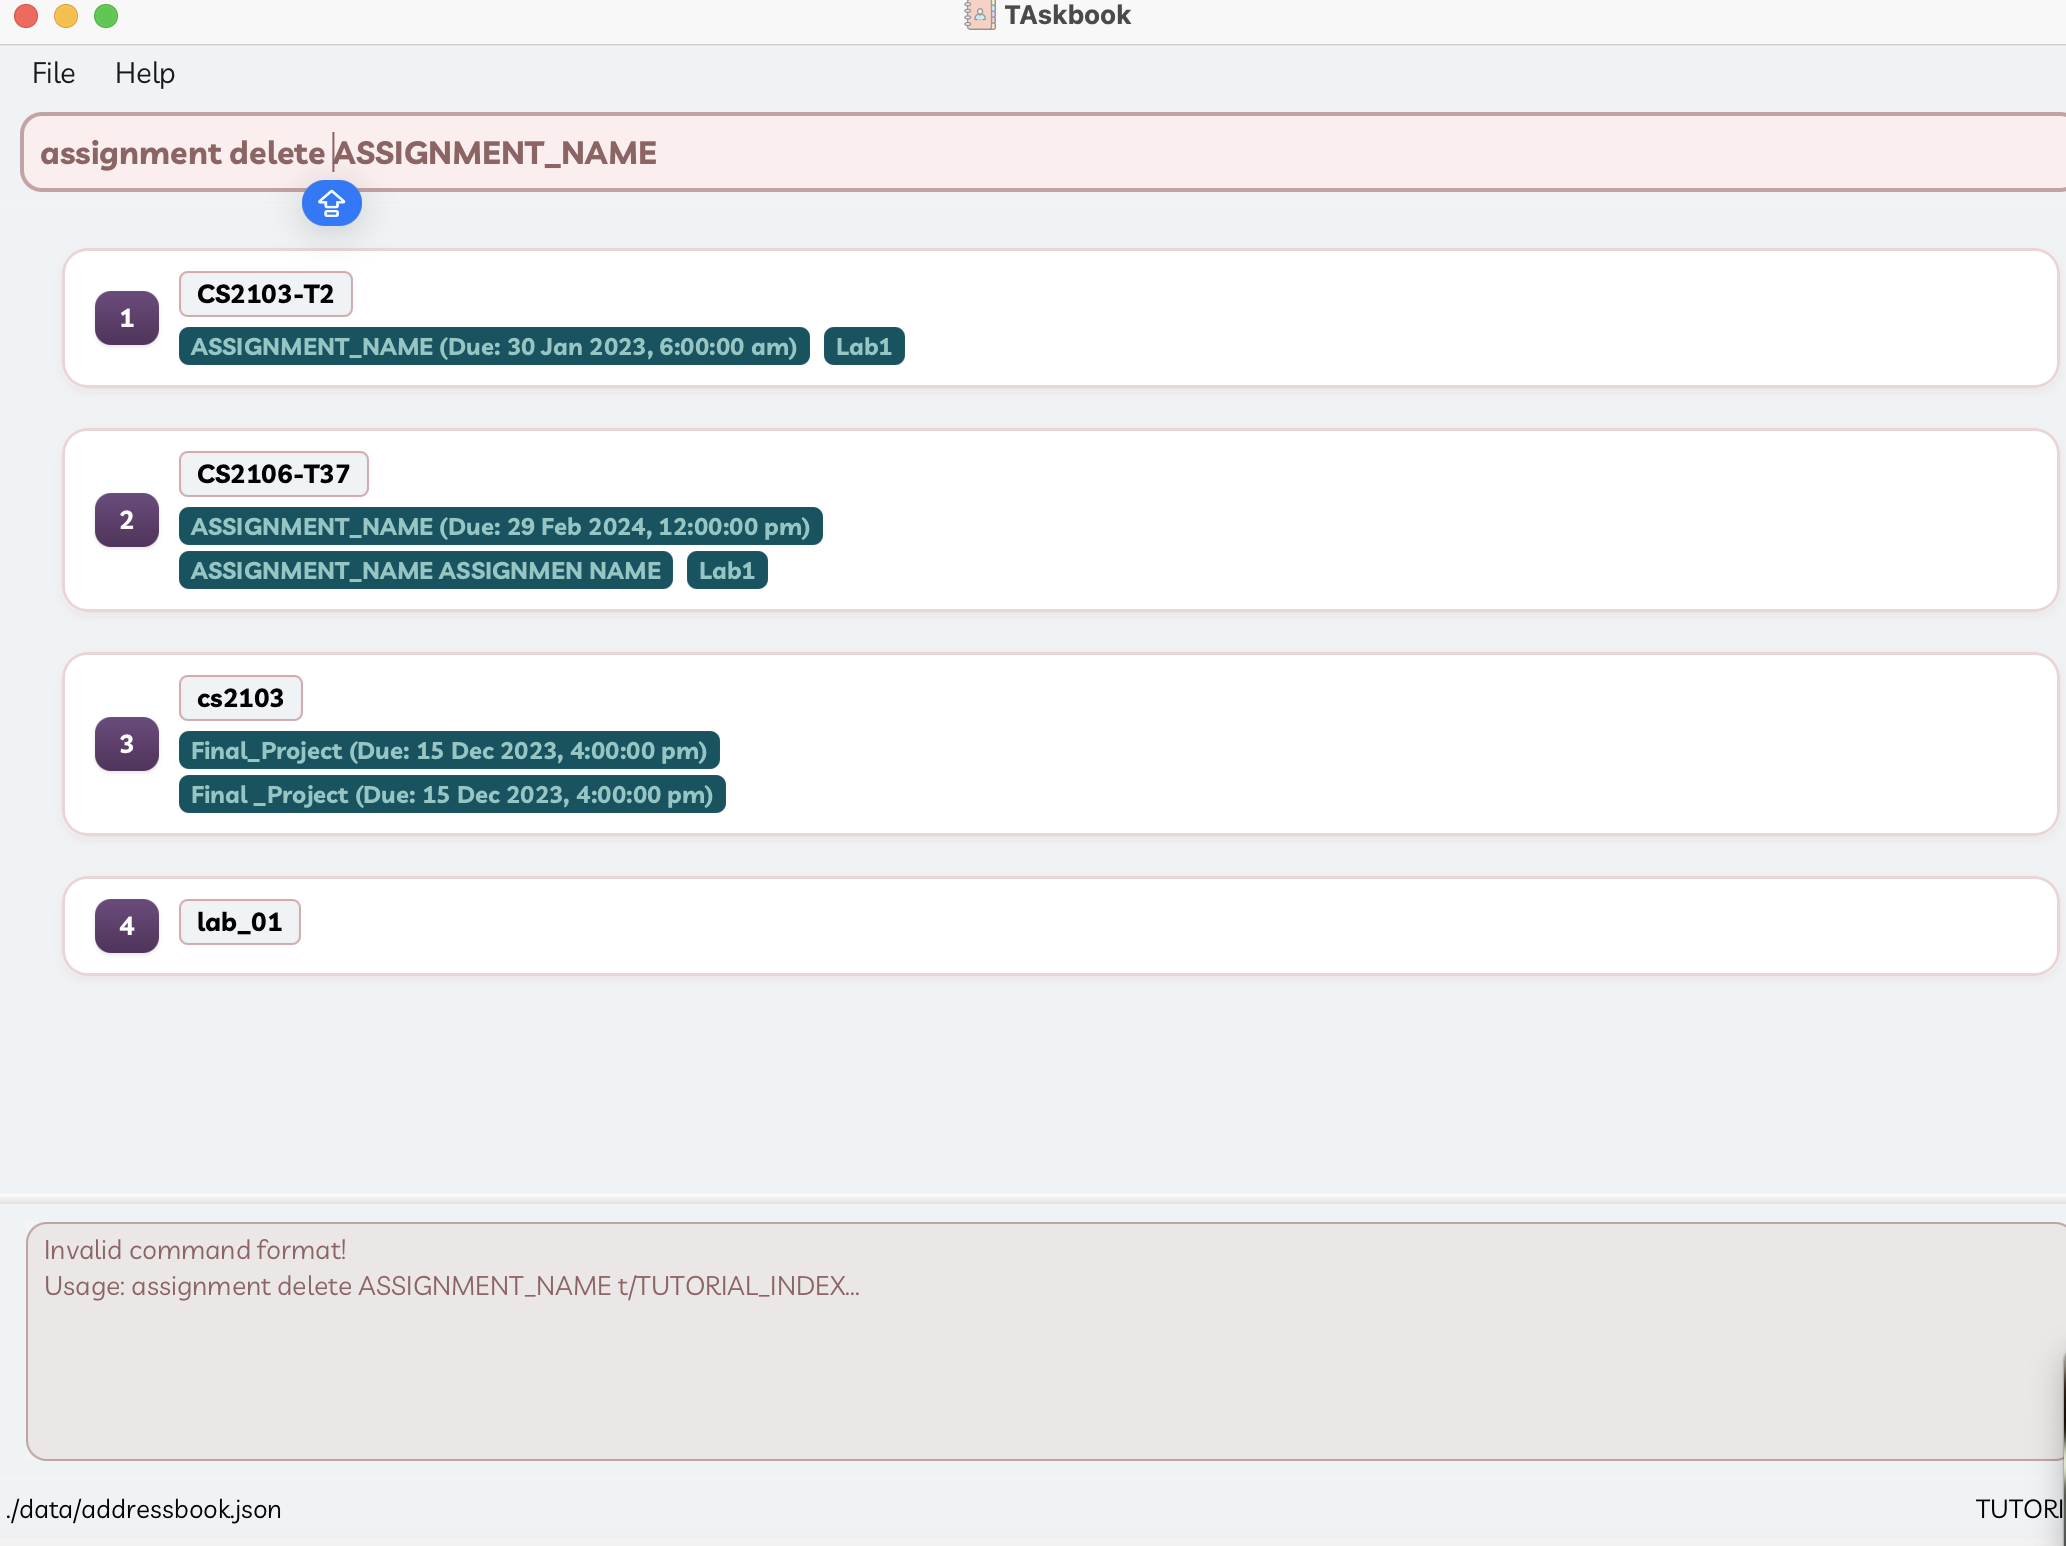 TAskbook
File Help
assignment delete ASSIGNMENT_NAME
1 CS2103-T2
ASSIGNMENT_NAME (Due: 30 Jan 2023, 6:00:00 am) Lab1
2 CS2106-T37
ASSIGNMENT_NAME (Due: 29 Feb 2024, 12:00:00 pm)
ASSIGNMENT_NAME ASSIGNMEN NAME Lab1
3 cs2103
Final_Project (Due: 15 Dec 2023, 4:00:00 pm)
Final _Project (Due: 15 Dec 2023, 4:00:00 pm)
4 lab_01
Invalid command format!
Usage: assignment delete ASSIGNMENT_NAME t/TUTORIAL_INDEX...
./data/addressbook.json TUTORI